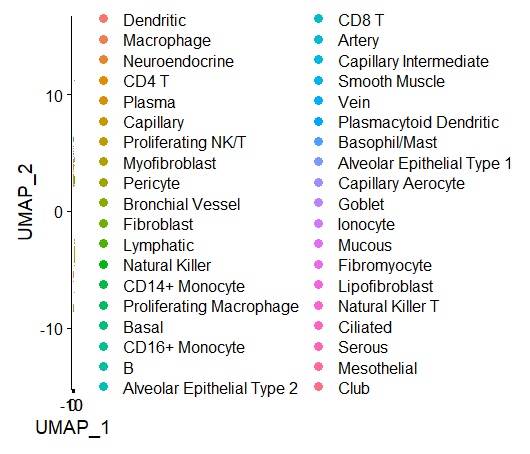 Dendritic
Macrophage
Neuroendocrine
CD4 T
Plasma
Capillary
Proliferating NK/T
Myofibroblast
Pericyte
Bronchial Vessel
Fibroblast
Lymphatic
Natural Killer
CD14+ Monocyte
Proliferating Macrophage
Basal
CD16+ Monocyte
B
Alveolar Epithelial Type 2
CD8 T
Artery
Capillary Intermediate
Smooth Muscle
Vein
Plasmacytoid Dendritic
Basophil/Mast
Alveolar Epithelial Type 1
Capillary Aerocyte
Goblet
Ionocyte
Mucous
Fibromyocyte
Lipofibroblast
Natural Killer T
Ciliated
Serous
Mesothelial
Club
UMAP_2
10
0
-10
UMAP_1